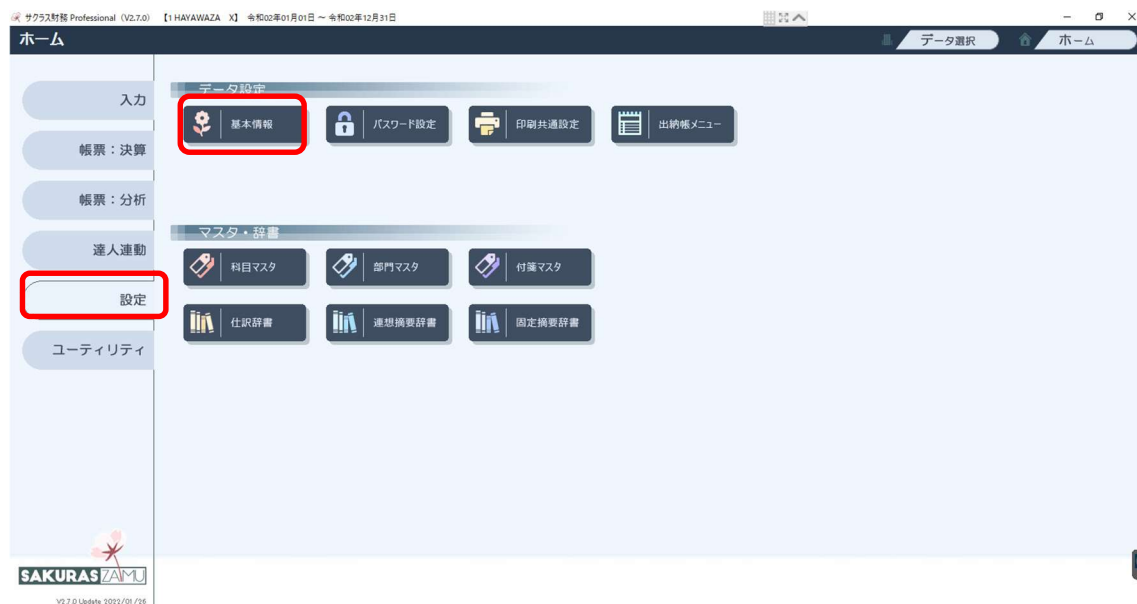 サクラス財務 Professional (V2.7.0) 【1 HAYAWAZA X】 令和02年01月01日 ~ 令和02年12月31日
ホーム
データ選択
ホーム
入力
帳票：決算
帳票：分析
達人連動
設定
ユーティリティ
データ設定
基本情報
パスワード設定
印刷共通設定
出納帳メニュー
マスタ・辞書
科目マスタ
部門マスタ
付箋マスタ
仕訳辞書
連想摘要辞書
固定摘要辞書
SAKURAS ZAIMU
V2.7.0 Update 2022/01/26